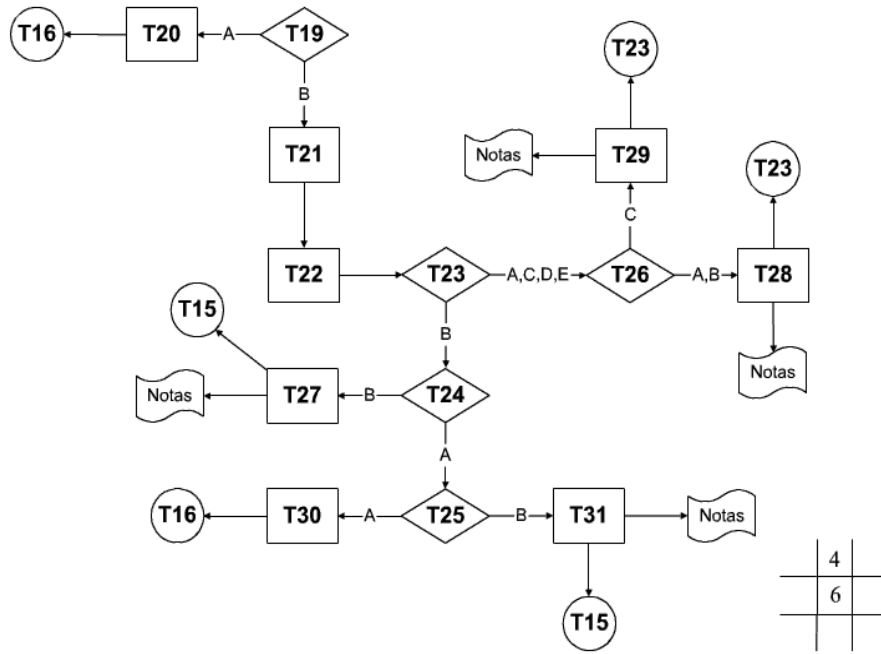 T16
T20
A
T19
B
T21
T23
Notas
T29
T23
C
T22
T23
A,C,D,E
T26
A,B
T28
T15
B
Notas
Notas
T27
B
T24
A
T16
T30
A
T25
B
T31
Notas
4
6
T15